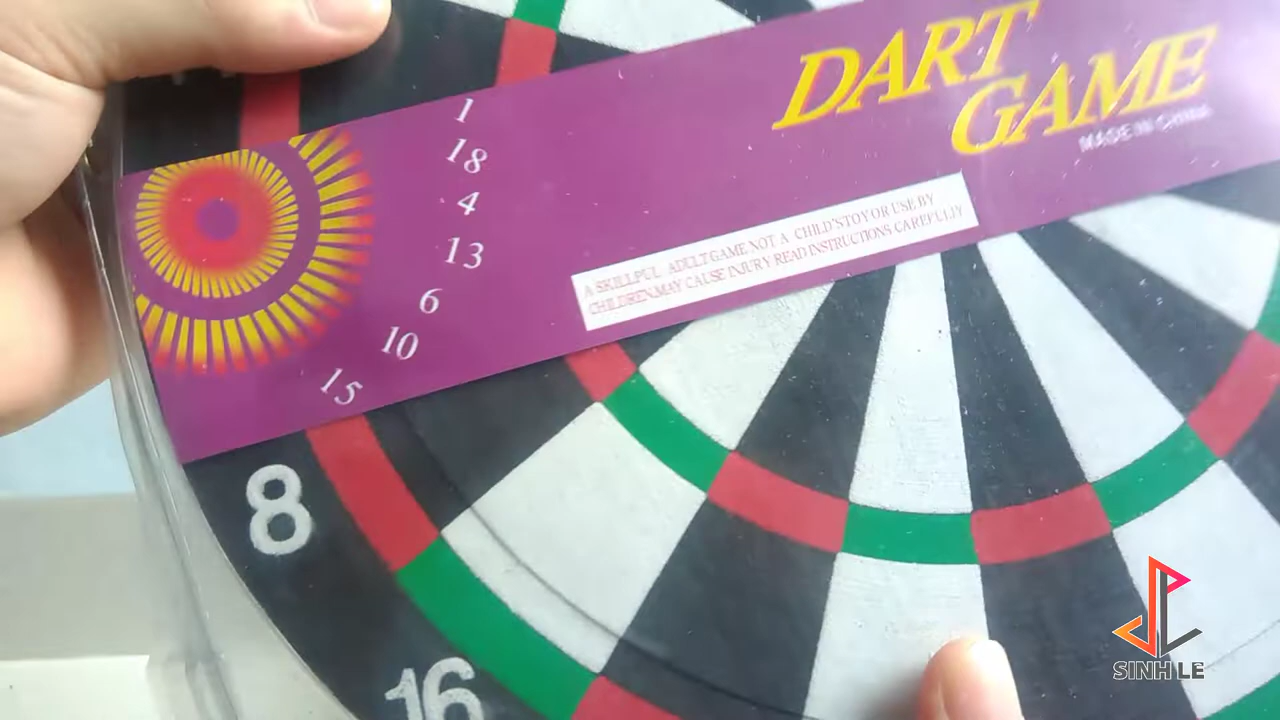 DART
GAME
MADE IN CHINA
1
18
4
13
6
10
15
A SKILLPUL ADULT GAME NOT A CHILD'S TOY OR USE BY
CHILDREN.MAY CAUSE INJURY READ INSTRUCTIONS CAREFULLY
8
16
SINH LE